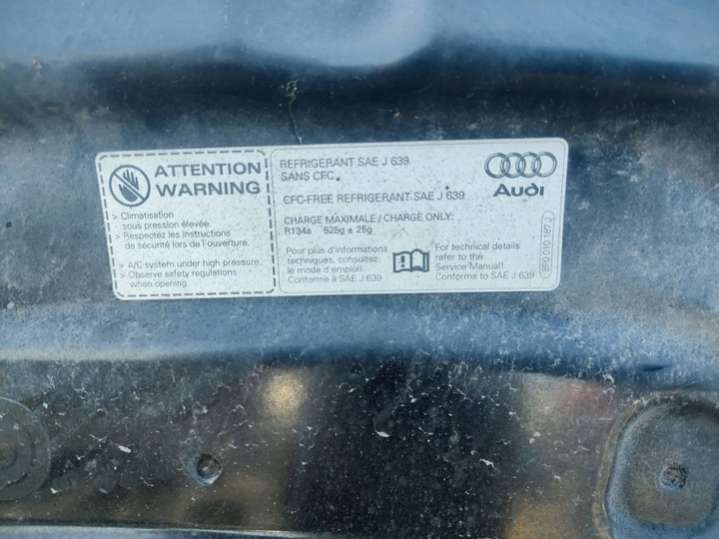 ATTENTION
WARNING
> Climatisation
sous pression élevée.
> Respectez les instructions
de sécurité lors de l'ouverture.
> A/C system under high pressure.
> Observe safety regulations
when opening.
REFRIGERANT SAE J 639
SANS CFC.
CFC-FREE REFRIGERANT SAE J 639
CHARGE MAXIMALE / CHARGE ONLY:
R134a 525g ± 25g
Pour plus d'informations
techniques, consultez
le mode d'emploi.
Conforme à SAE J 639
Audi
For technical details
refer to the
Service Manual!
Conforme to SAE J 639